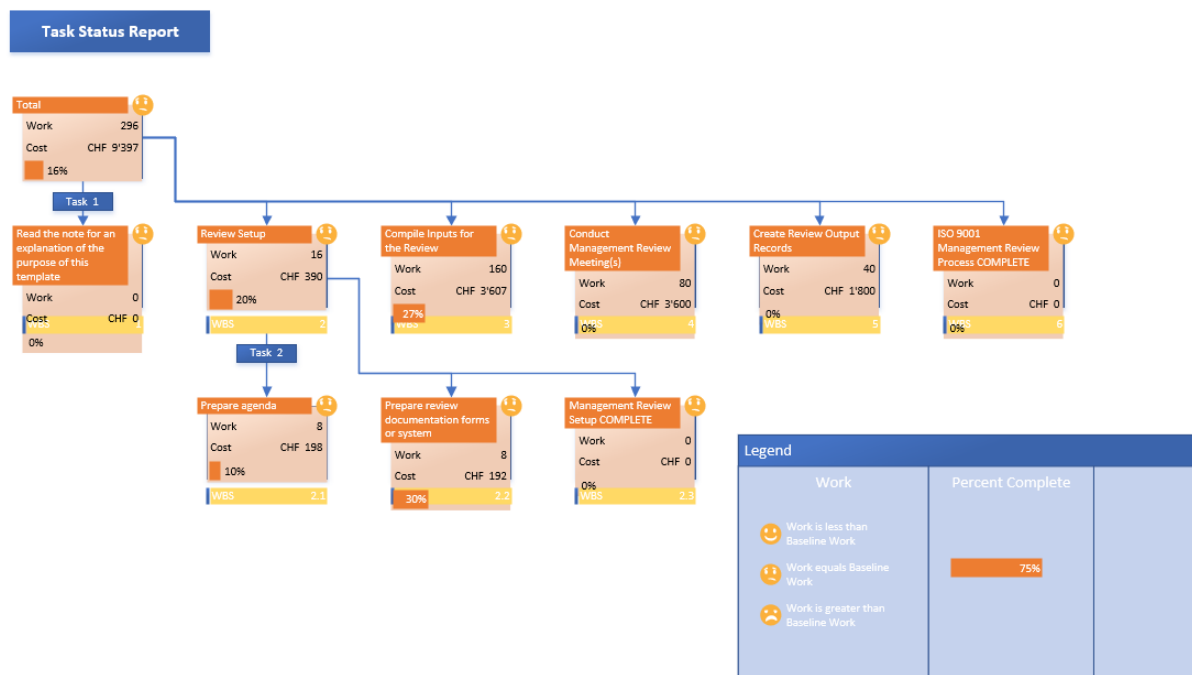 Task Status Report
Total
Work 296
Cost CHF 9'397
16%
Task 1
Read the note for an
explanation of the
purpose of this
template
Work 0
Cost CHF 0
WBS 1
0%
Review Setup
Work 16
Cost CHF 390
20%
WBS 2
Compile Inputs for
the Review
Work 160
Cost CHF 3'607
27%
WBS 3
Conduct
Management Review
Meeting(s)
Work 80
Cost CHF 3'600
0%
WBS 4
Create Review Output
Records
Work 40
Cost CHF 1'800
0%
WBS 5
ISO 9001
Management Review
Process COMPLETE
Work 0
Cost CHF 0
0%
WBS 6
Task 2
Prepare agenda
Work 8
Cost CHF 198
10%
WBS 2.1
Prepare review
documentation forms
or system
Work 8
Cost CHF 192
30%
WBS 2.2
Management Review
Setup COMPLETE
Work 0
Cost CHF 0
0%
WBS 2.3
Legend
Work
Work is less than
Baseline Work
Work equals Baseline
Work
Work is greater than
Baseline Work
Percent Complete
75%